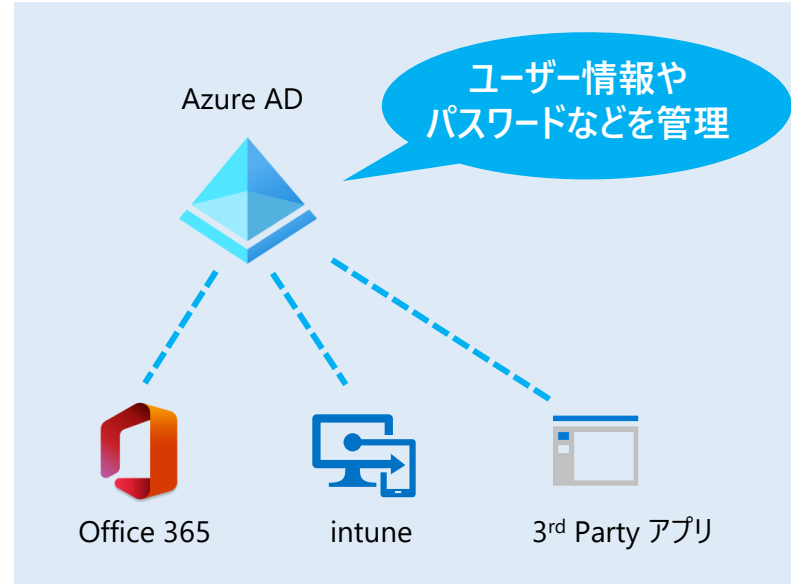 Azure AD
ユーザー情報や
パスワードなどを管理
Office 365
intune
3rd Party アプリ